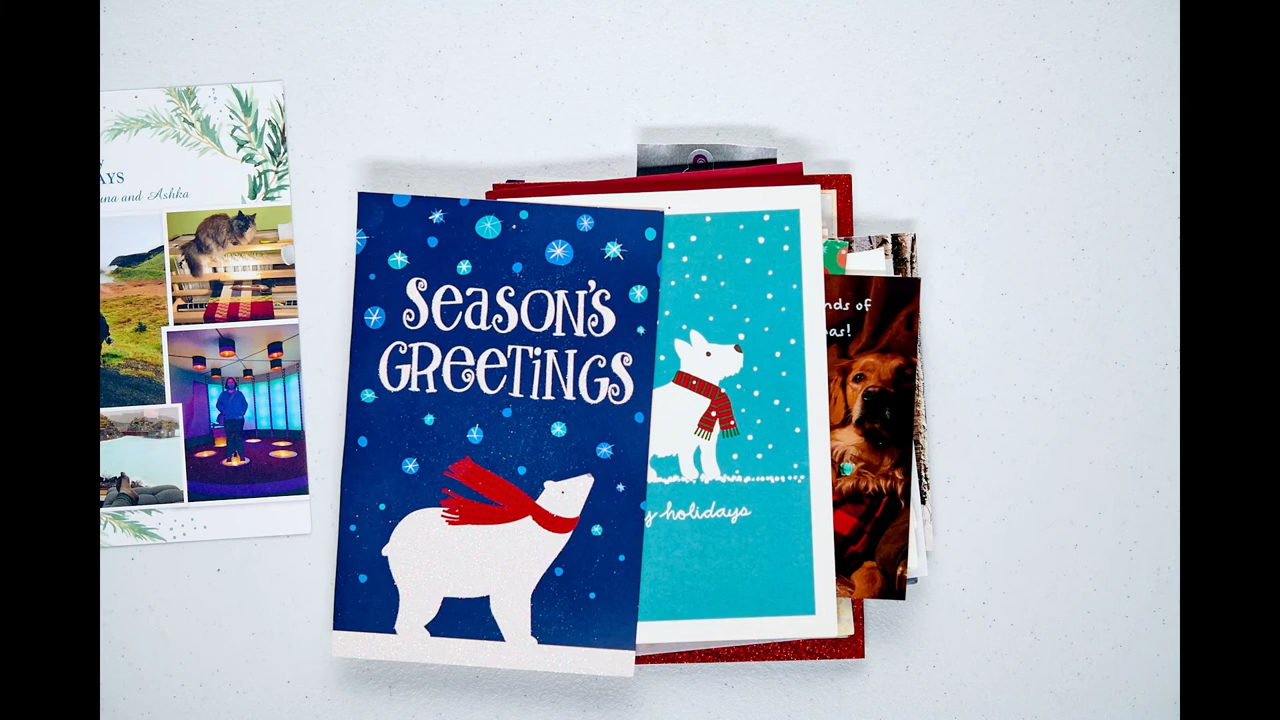 AYS
una and Ashka
SEASON'S
GREETINGS
y holidays
nds of
as!